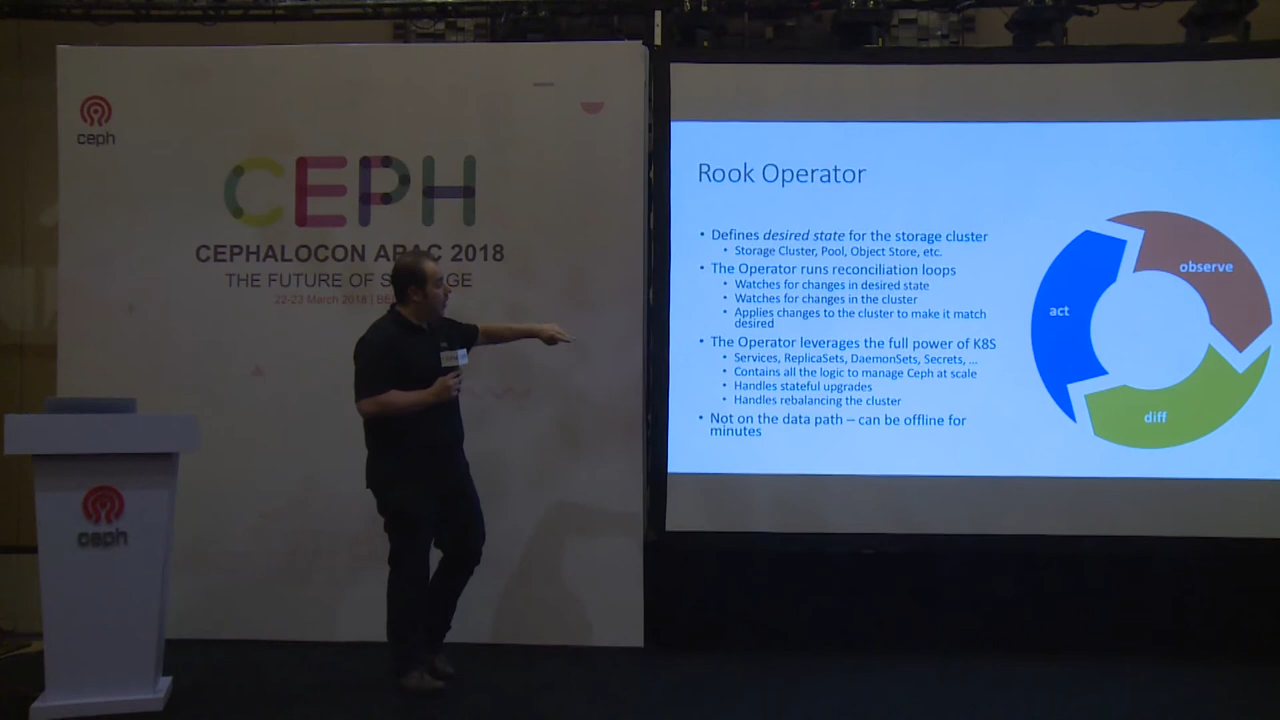 ceph
CEPH
CEPHALOCON APAC 2018
THE FUTURE OF S GE
22-23 March 2018 | BE
ceph
Rook Operator
• Defines desired state for the storage cluster
• Storage Cluster, Pool, Object Store, etc.
• The Operator runs reconciliation loops
• Watches for changes in desired state
• Watches for changes in the cluster
• Applies changes to the cluster to make it match
desired
• The Operator leverages the full power of K8S
• Services, ReplicaSets, DaemonSets, Secrets, ...
• Contains all the logic to manage Ceph at scale
• Handles stateful upgrades
• Handles rebalancing the cluster
• Not on the data path – can be offline for
minutes
observe
act
diff